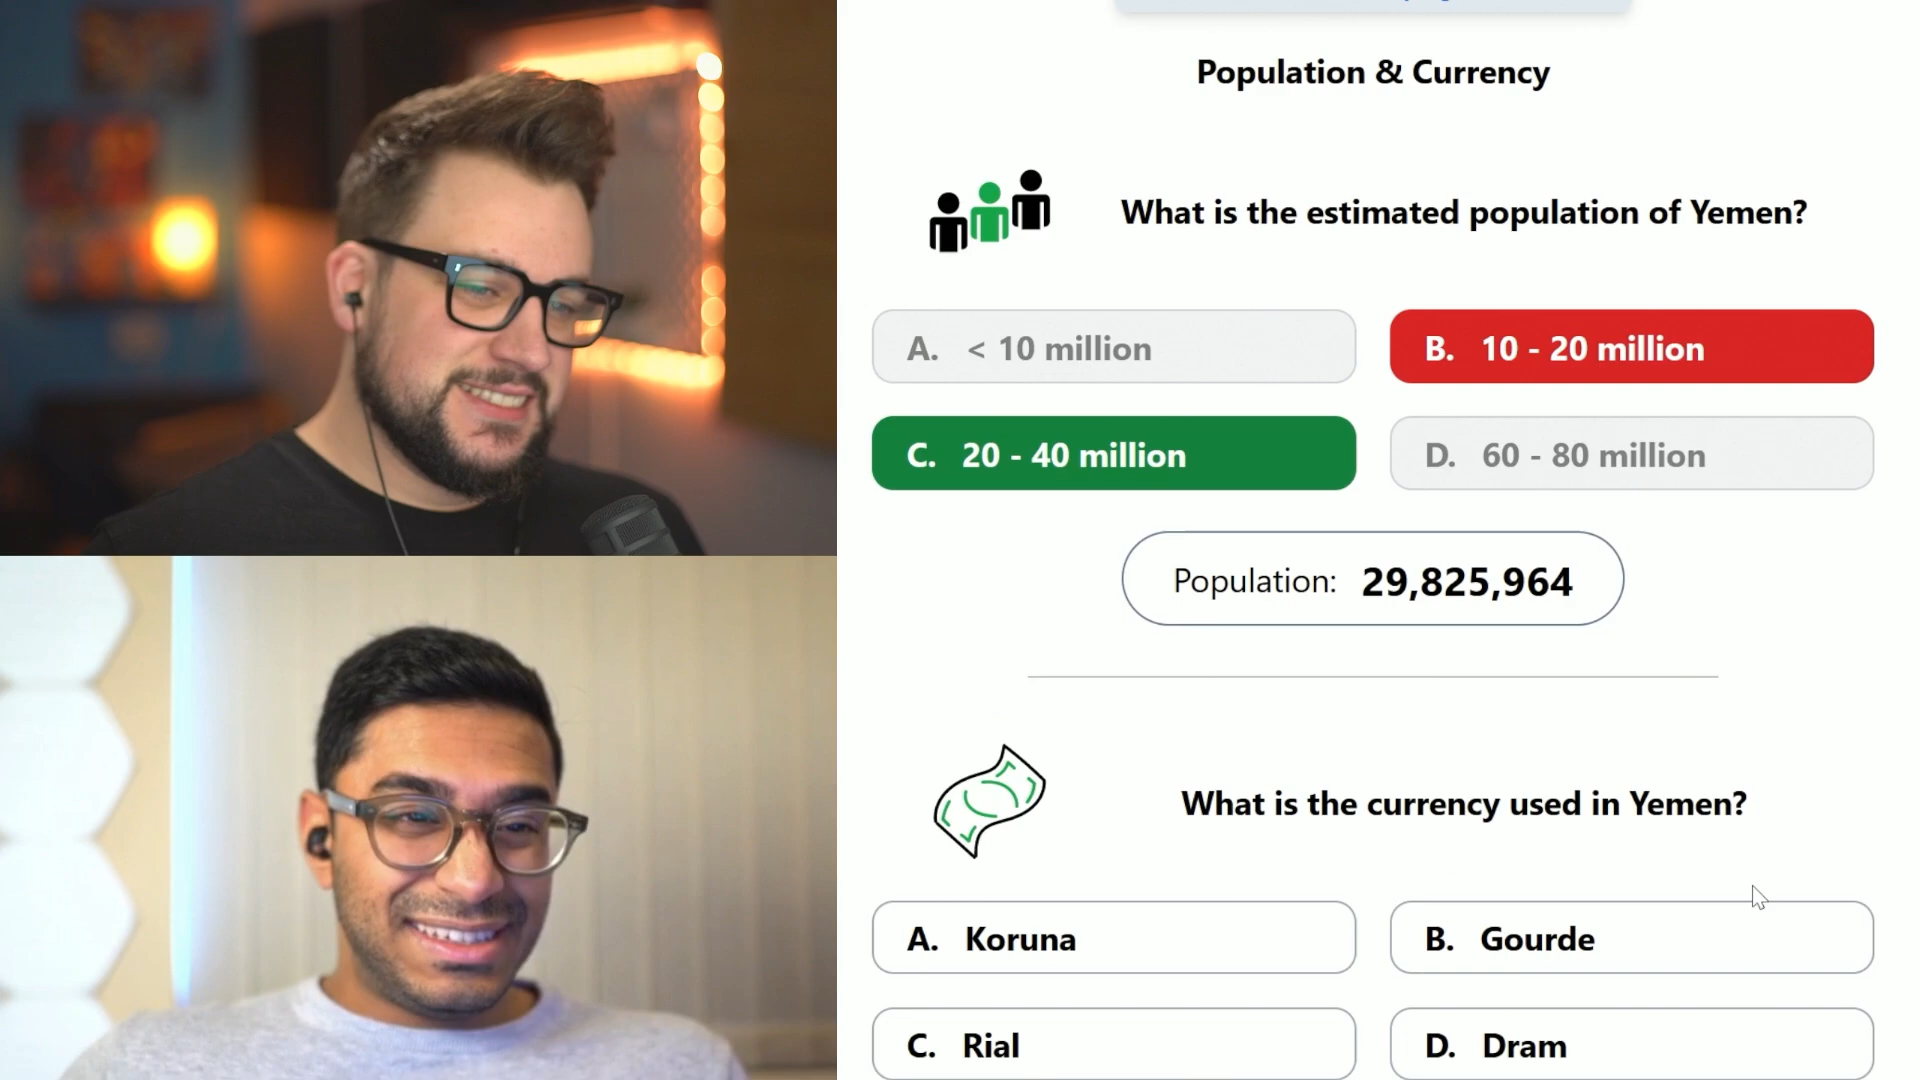 Population & Currency
What is the estimated population of Yemen?
A. < 10 million
B. 10 - 20 million
C. 20 - 40 million
D. 60 - 80 million
Population: 29,825,964
What is the currency used in Yemen?
A. Koruna
B. Gourde
C. Rial
D. Dram